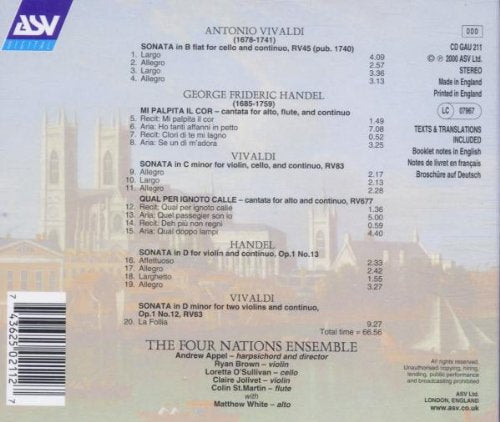 ASV
DIGITAL
ANTONIO VIVALDI
(1678-1741)
SONATA in B flat for cello and continuo, RV45 (pub. 1740)
1. Largo 4.09
2. Allegro 2.57
3. Largo 3.36
4. Allegro 3.13
GEORGE FRIDERIC HANDEL
(1685-1759)
MI PALPITA IL COR – cantata for alto, flute, and continuo
5. Recit: Mi palpita il cor 1.49
6. Aria: Ho tanti affanni in petto 7.08
7. Recit: Clori di te mi lagno 0.52
8. Aria: Se un dì m'adora 3.25
VIVALDI
SONATA in C minor for violin, cello, and continuo, RV83
9. Allegro 2.17
10. Largo 2.13
11. Allegro 2.28
QUAL PER IGNOTO CALLE – cantata for alto and continuo, RV677
12. Recit: Qual per ignoto calle 1.36
13. Aria: Quel passegier son io 5.00
14. Recit: Deh più non regni 0.59
15. Aria: Qual doppo lampi 4.40
HANDEL
SONATA in D for violin and continuo, Op.1 No.13
16. Affettuoso 2.33
17. Allegro 2.42
18. Larghetto 1.55
19. Allegro 3.27
VIVALDI
SONATA in D minor for two violins and continuo,
Op.1 No.12, RV63
20. La Follia 9.27
Total time = 66.56
THE FOUR NATIONS ENSEMBLE
Andrew Appel – harpsichord and director
Ryan Brown – violin
Loretta O'Sullivan – cello
Claire Jolivet – violin
Colin St.Martin – flute
with
Matthew White – alto
DDD
CD GAU 211
℗ © 2000 ASV Ltd.
STEREO
Made in England
Printed in England
LC 07967
TEXTS & TRANSLATIONS
INCLUDED
Booklet notes in English
Notes de livret en français
Broschüre auf Deutsch
All rights reserved.
Unauthorised copying, hiring,
lending, public performance
and broadcasting prohibited
ASV Ltd.
LONDON, ENGLAND
www.asv.co.uk
7 43625 02112 7